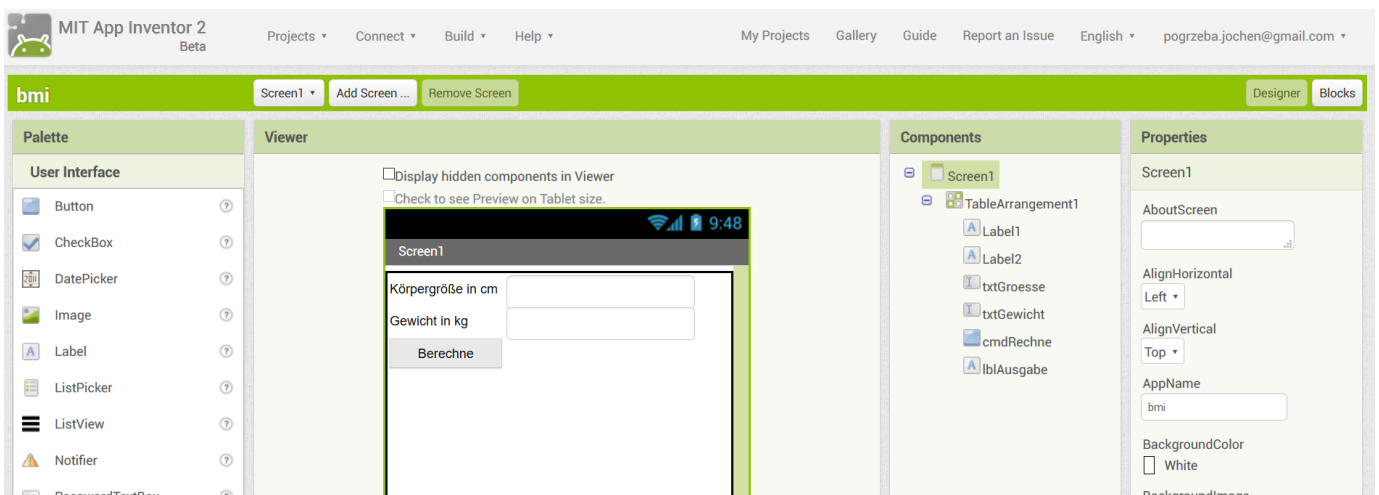 MIT App Inventor 2
Beta
Projects Connect Build Help My Projects Gallery Guide Report an Issue English pogrzeba.jochen@gmail.com
bmi Screen1 Add Screen ... Remove Screen Designer Blocks
Palette
User Interface
Button
CheckBox
DatePicker
Image
Label
ListPicker
ListView
Notifier
PasswordTextBox
Viewer
Display hidden components in Viewer
Check to see Preview on Tablet size.
9:48
Screen1
Körpergröße in cm
Gewicht in kg
Berechne
Components
Screen1
TableArrangement1
Label1
Label2
txtGroesse
txtGewicht
cmdRechne
lblAusgabe
Properties
Screen1
AboutScreen
AlignHorizontal
Left
AlignVertical
Top
AppName
bmi
BackgroundColor
White
BackgroundImage